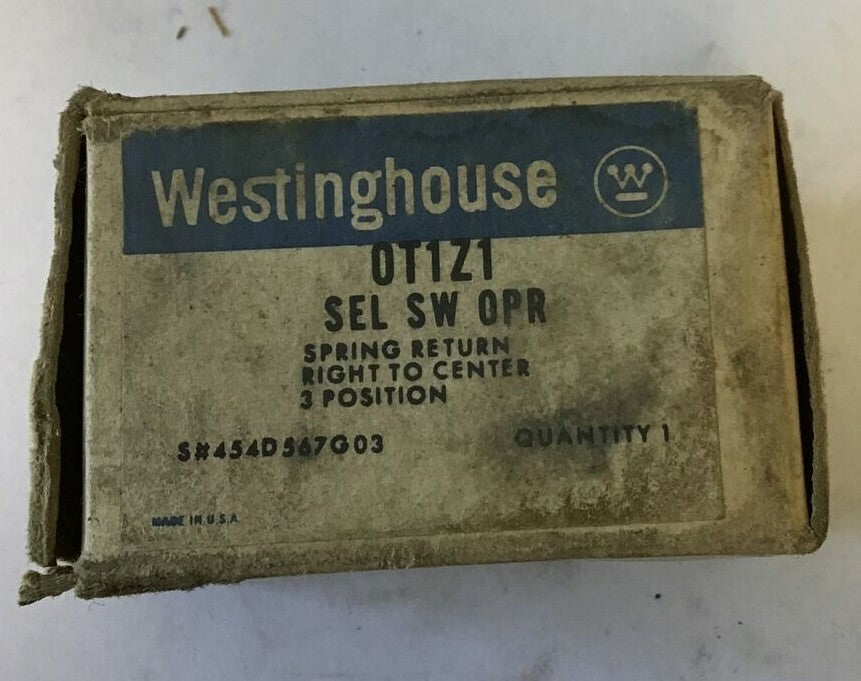 Westinghouse W
OT1Z1
SEL SW OPR
SPRING RETURN
RIGHT TO CENTER
3 POSITION
S#454D567G03 QUANTITY 1
MADE IN U.S.A.